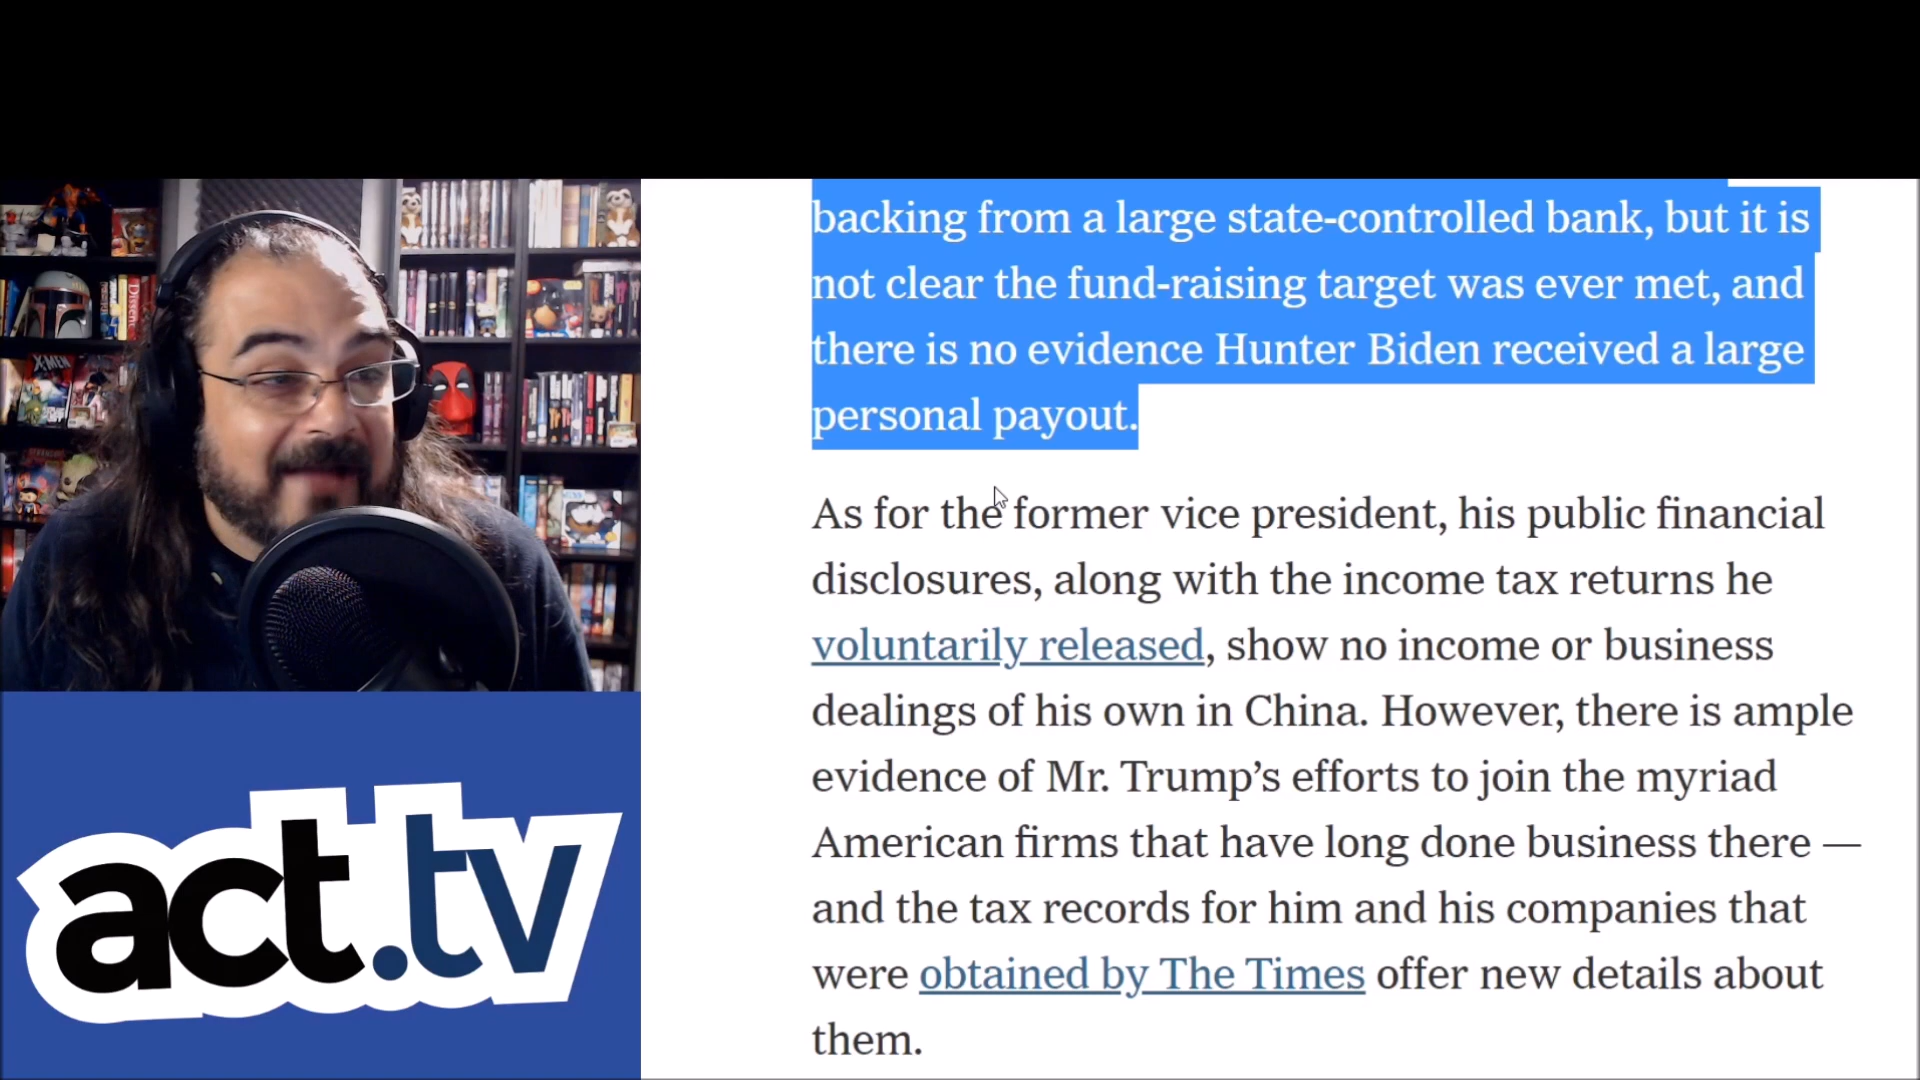 backing from a large state-controlled bank, but it is
not clear the fund-raising target was ever met, and
there is no evidence Hunter Biden received a large
personal payout.
As for the former vice president, his public financial
disclosures, along with the income tax returns he
voluntarily released, show no income or business
dealings of his own in China. However, there is ample
evidence of Mr. Trump’s efforts to join the myriad
American firms that have long done business there —
and the tax records for him and his companies that
were obtained by The Times offer new details about
them.
X-MEN
Dissent
act.tv